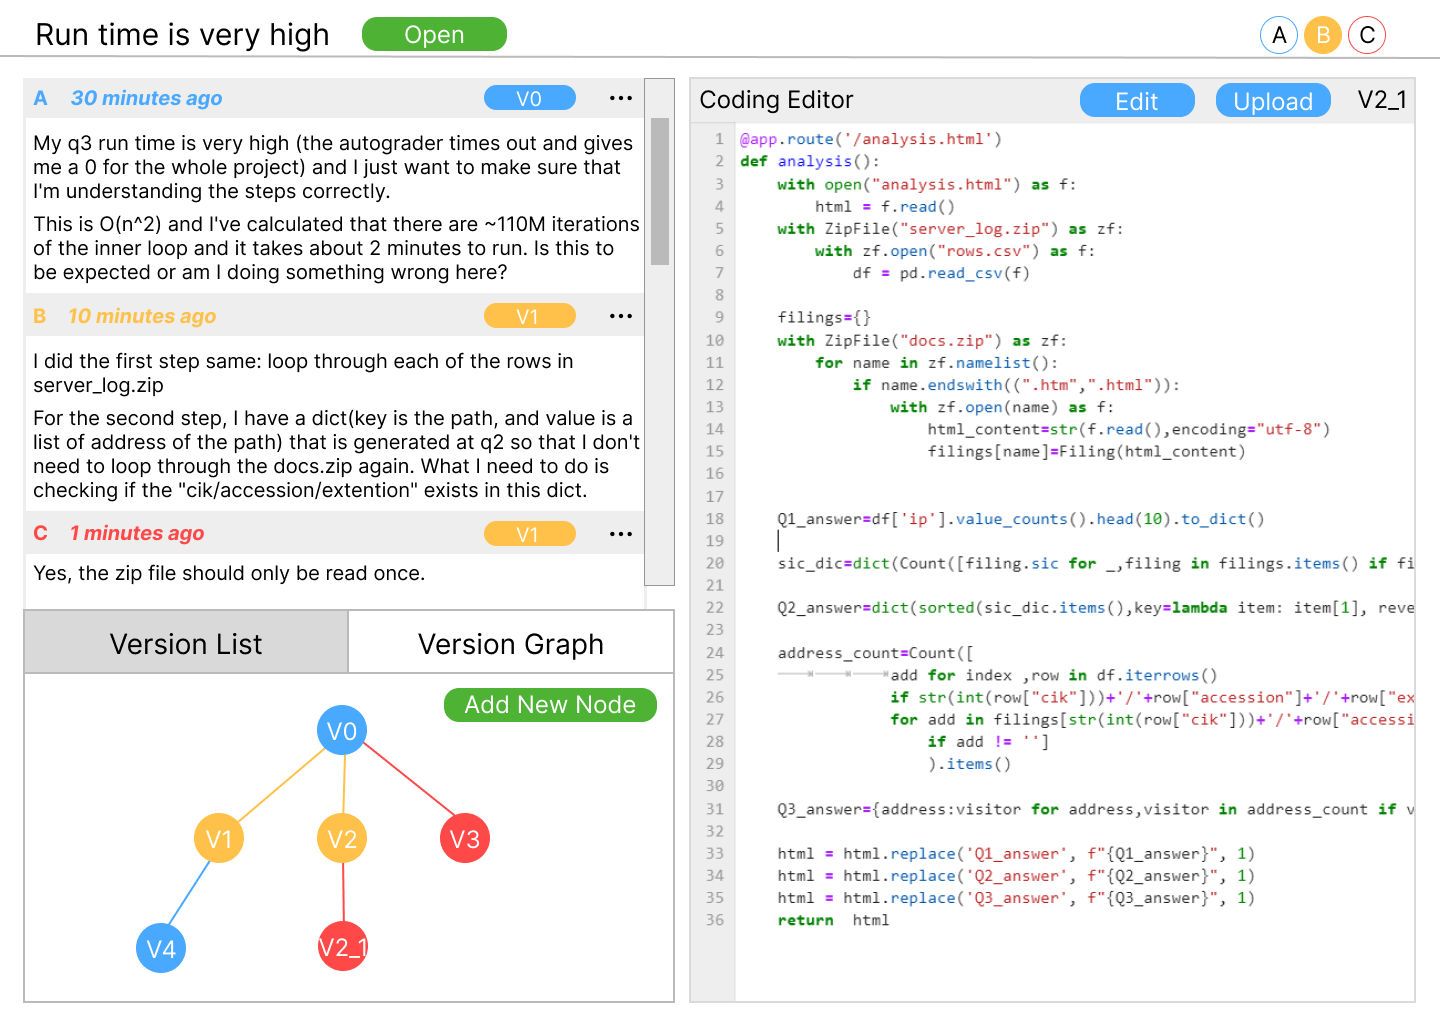 Run time is very high
Open
A
B
C
A 30 minutes ago V0 •••
My q3 run time is very high (the autograder times out and gives
me a 0 for the whole project) and I just want to make sure that
I'm understanding the steps correctly.
This is O(n^2) and I've calculated that there are ~110M iterations
of the inner loop and it takes about 2 minutes to run. Is this to
be expected or am I doing something wrong here?
B 10 minutes ago V1 •••
I did the first step same: loop through each of the rows in
server_log.zip
For the second step, I have a dict(key is the path, and value is a
list of address of the path) that is generated at q2 so that I don't
need to loop through the docs.zip again. What I need to do is
checking if the "cik/accession/extention" exists in this dict.
C 1 minutes ago V1 •••
Yes, the zip file should only be read once.
Version List
Version Graph
Add New Node
V0
V1
V2
V3
V4
V2_1
Coding Editor
Edit
Upload
V2_1
1 @app.route('/analysis.html')
2 def analysis():
3     with open("analysis.html") as f:
4         html = f.read()
5     with ZipFile("server_log.zip") as zf:
6         with zf.open("rows.csv") as f:
7             df = pd.read_csv(f)
8
9     filings={}
10     with ZipFile("docs.zip") as zf:
11         for name in zf.namelist():
12             if name.endswith((".htm",".html")):
13                 with zf.open(name) as f:
14                     html_content=str(f.read(),encoding="utf-8")
15                     filings[name]=Filing(html_content)
16
17
18     Q1_answer=df['ip'].value_counts().head(10).to_dict()
19
20     sic_dic=dict(Count([filing.sic for _,filing in filings.items() if fi
21
22     Q2_answer=dict(sorted(sic_dic.items(),key=lambda item: item[1], reve
23
24     address_count=Count([
25                 add for index ,row in df.iterrows()
26                 if str(int(row["cik"]))+'/'+row["accession"]+'/'+row["ex
27                 for add in filings[str(int(row["cik"]))+'/'+row["accessi
28                     if add != '']
29                     ).items()
30
31     Q3_answer={address:visitor for address,visitor in address_count if v
32
33     html = html.replace('Q1_answer', f"{Q1_answer}", 1)
34     html = html.replace('Q2_answer', f"{Q2_answer}", 1)
35     html = html.replace('Q3_answer', f"{Q3_answer}", 1)
36     return  html